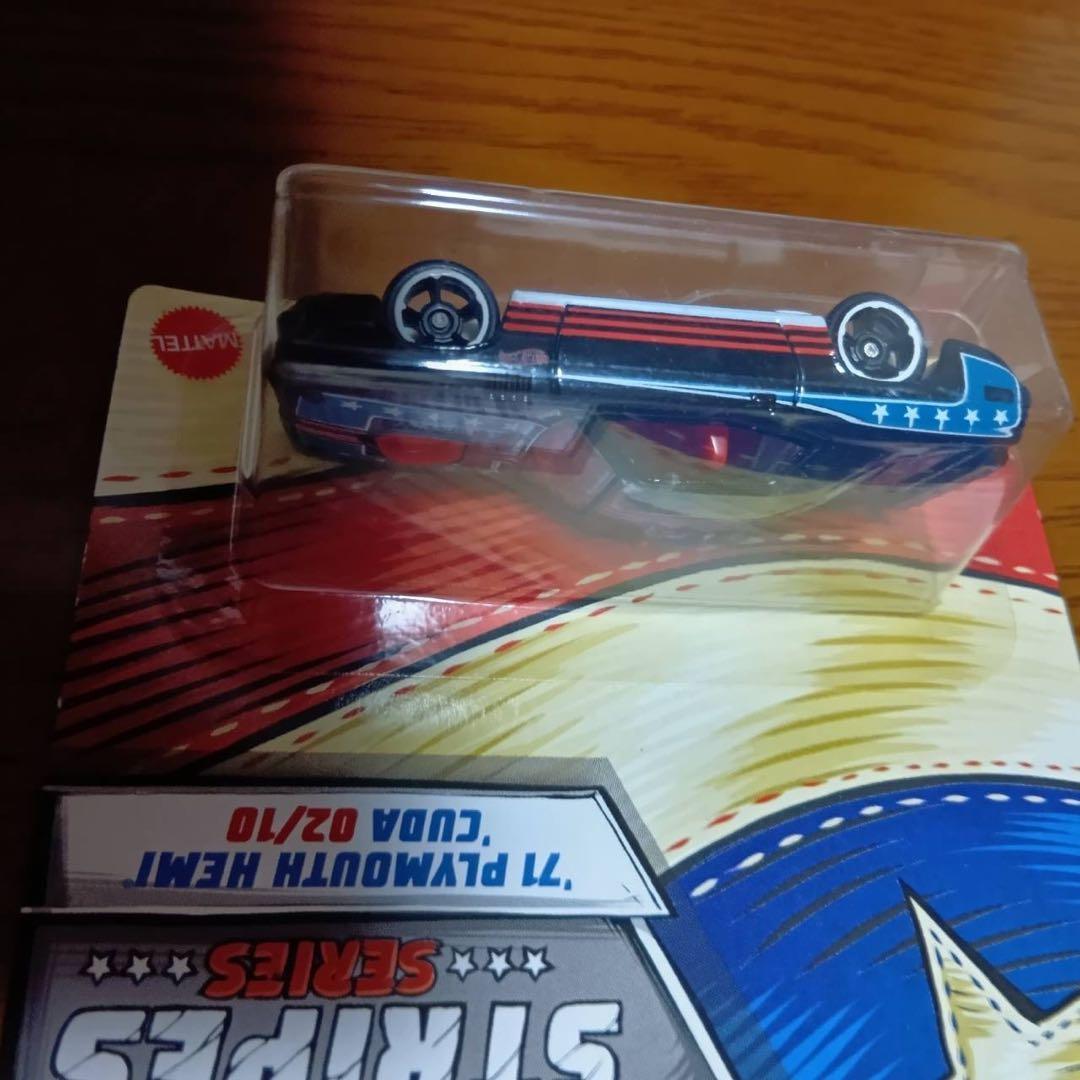 STRIPES
SERIES
'71 PLYMOUTH HEMI®
'CUDA 02/10
MATTEL